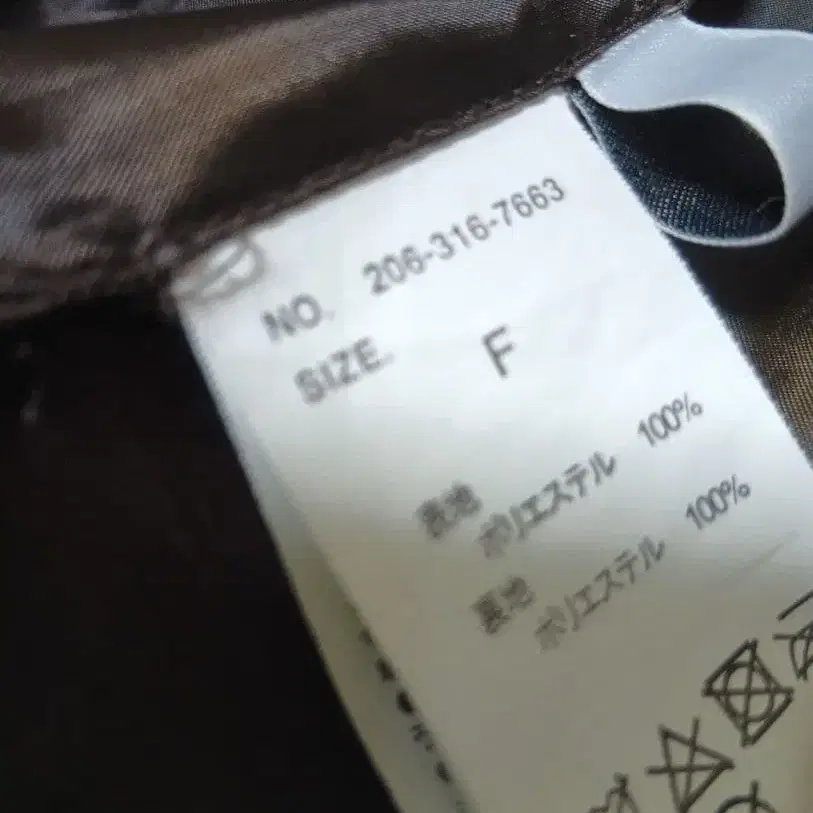 NO. 206-316-7663
SIZE. F
表地
ポリエステル 100%
裏地
ポリエステル 100%